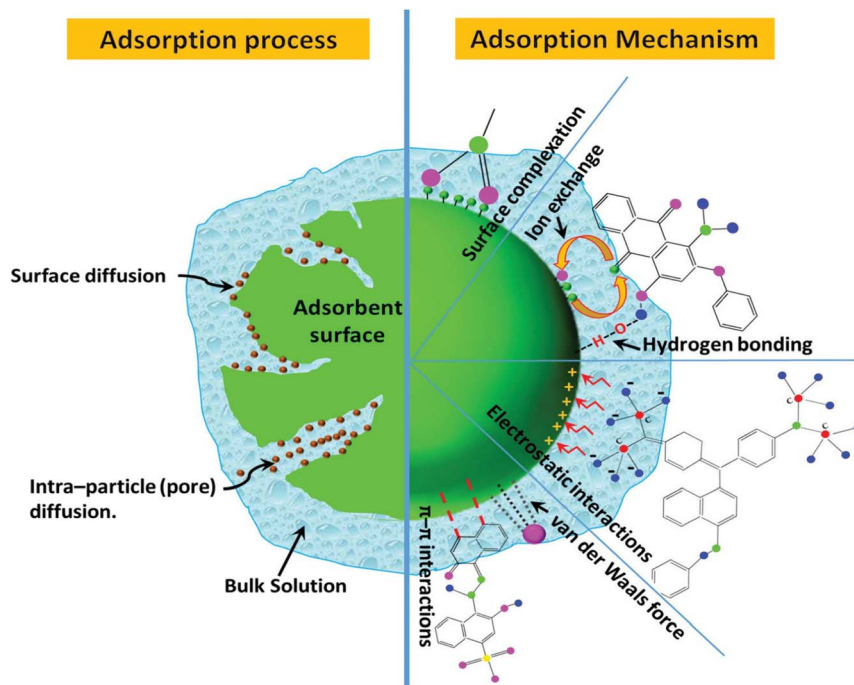 Adsorption process
Adsorption Mechanism
Surface diffusion
Adsorbent
surface
Intra–particle (pore)
diffusion.
Bulk Solution
Surface complexation
Ion exchange
H O
Hydrogen bonding
+
+
+
+
+
+
Electrostatic interactions
–
–
–
–
–
–
c
c
c
c
van der Waals force
π–π interactions